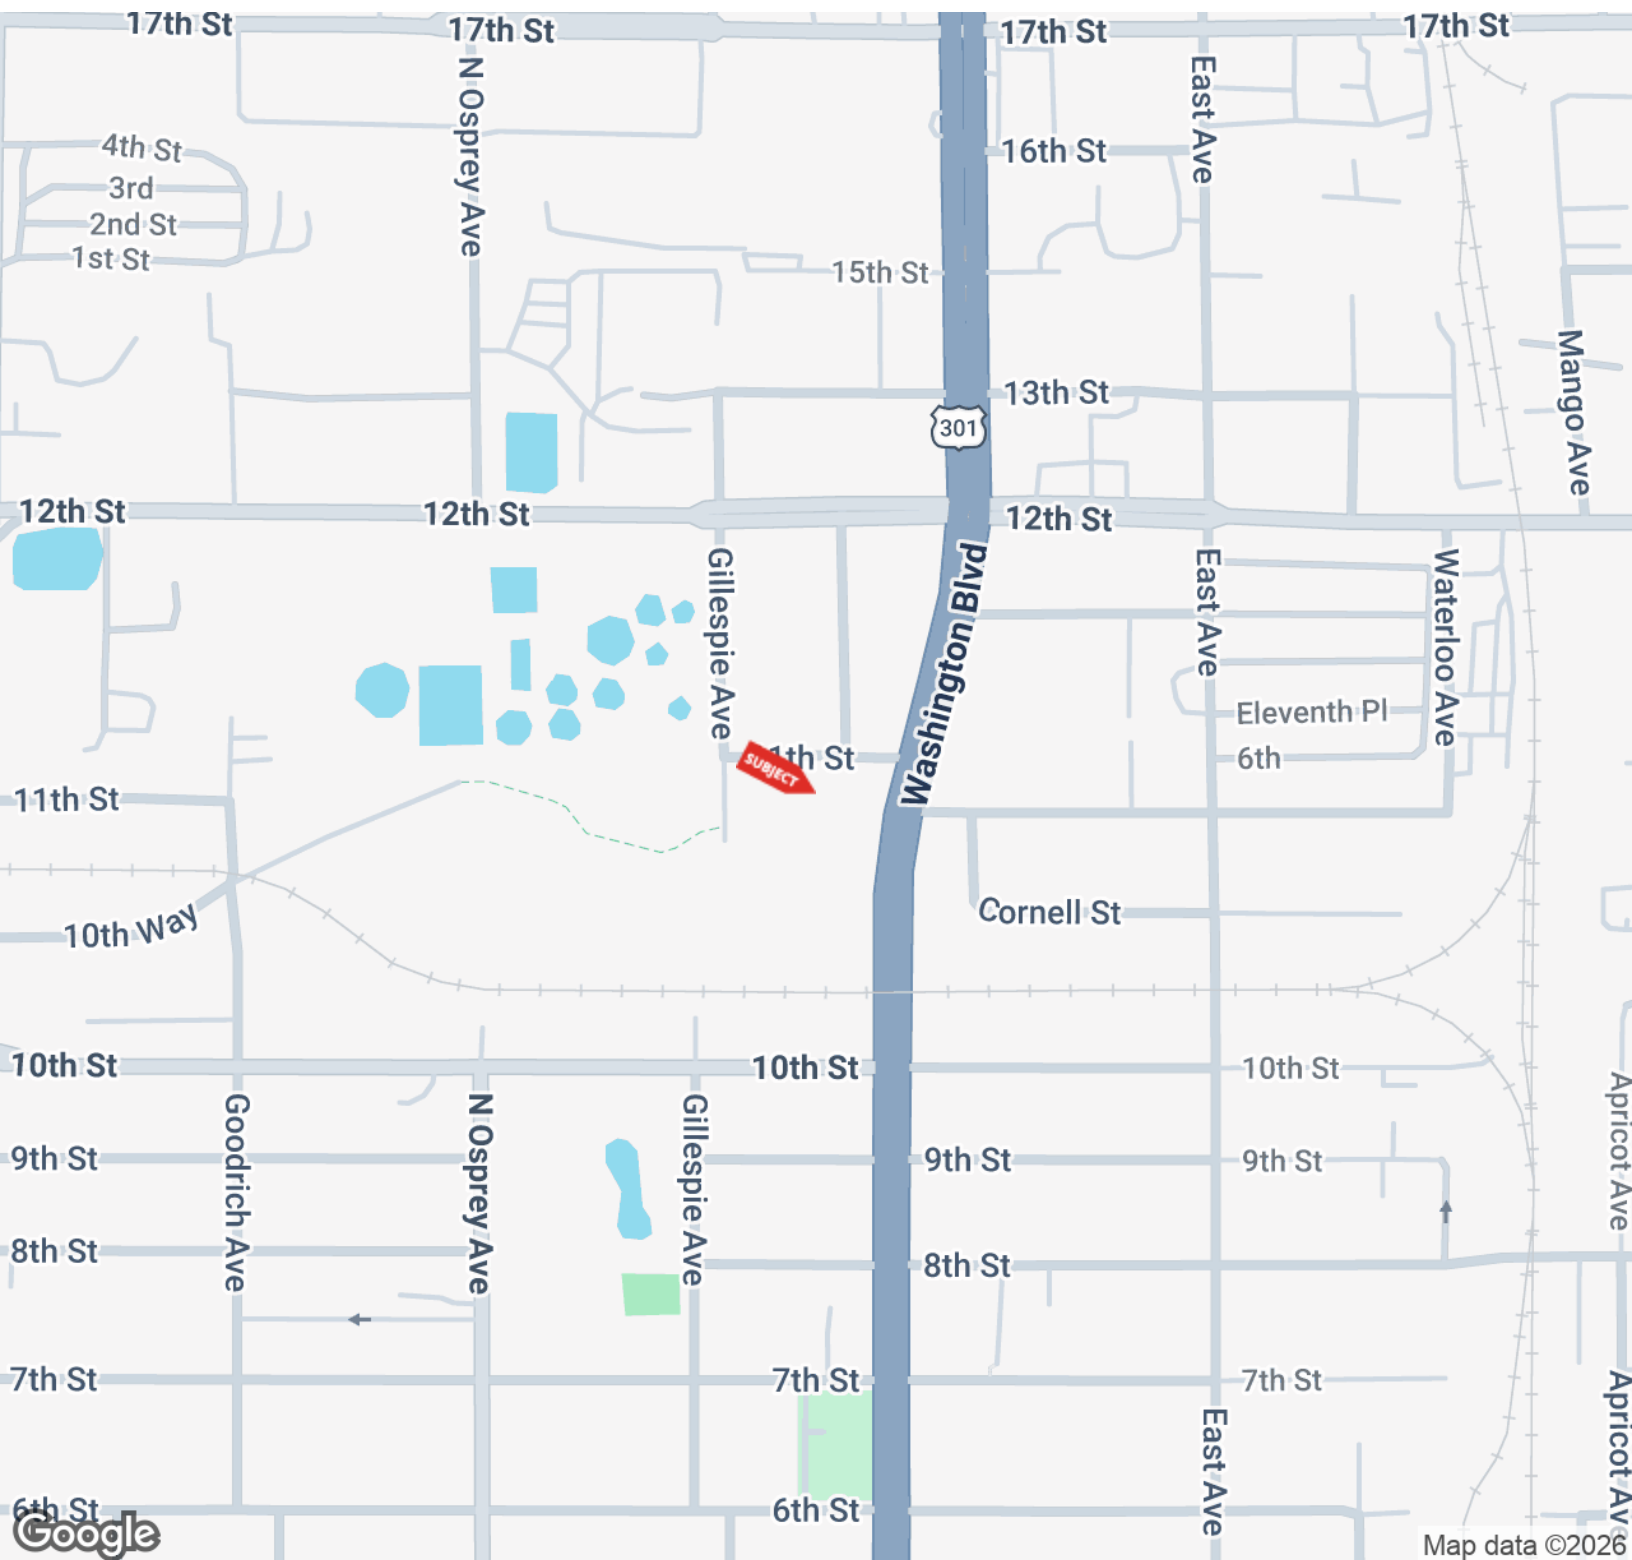 17th St
17th St
17th St
17th St
N Osprey Ave
East Ave
4th St
16th St
3rd
2nd St
1st St
15th St
Mango Ave
13th St
301
12th St
12th St
12th St
Gillespie Ave
Washington Blvd
East Ave
Waterloo Ave
Eleventh Pl
1th St
6th
SUBJECT
11th St
10th Way
Cornell St
10th St
10th St
10th St
Goodrich Ave
N Osprey Ave
Gillespie Ave
Apricot Ave
9th St
9th St
9th St
8th St
8th St
7th St
7th St
7th St
Apricot Ave
East Ave
6th St
6th St
Google
Map data ©2026